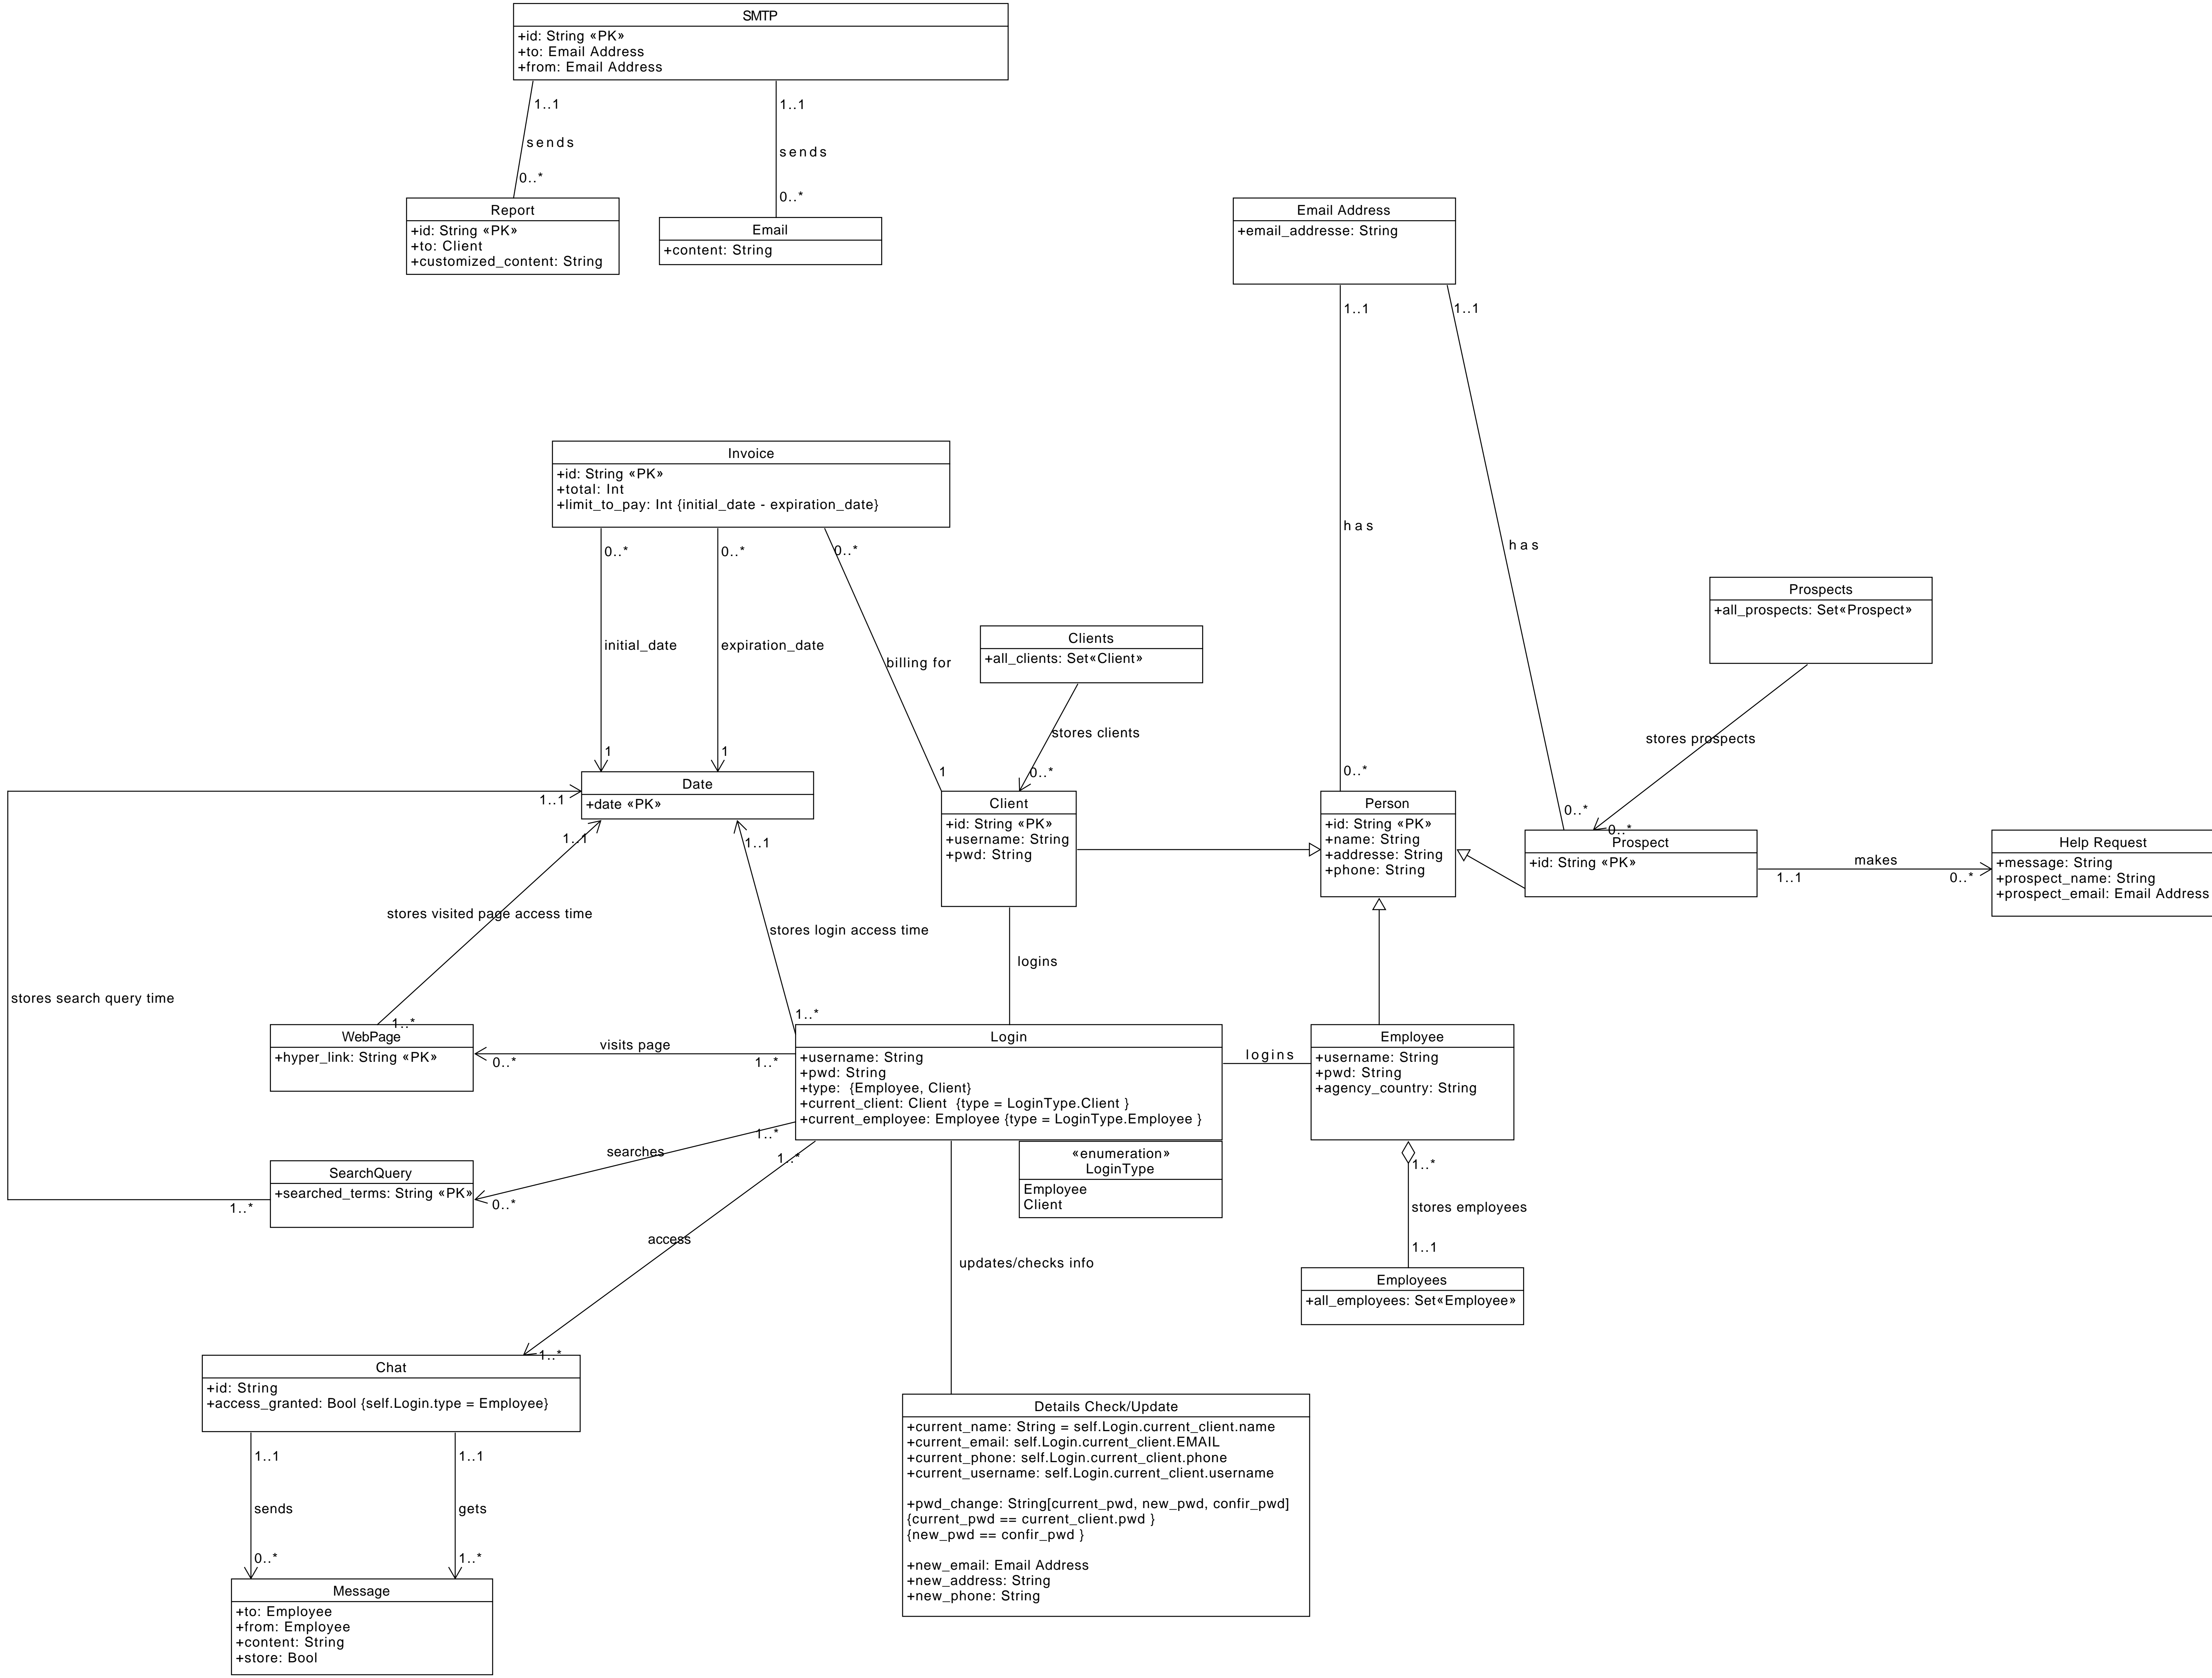 SMTP
+id: String «PK»
+to: Email Address
+from: Email Address
1..1
1..1
sends
sends
0..*
0..*
Report
+id: String «PK»
+to: Client
+customized_content: String
Email
+content: String
Email Address
+email_addresse: String
1..1
1..1
has
has
0..*
0..*
Invoice
+id: String «PK»
+total: Int
+limit_to_pay: Int {initial_date - expiration_date}
0..*
0..*
0..*
initial_date
expiration_date
billing for
1
1
1
Clients
+all_clients: Set«Client»
stores clients
0..*
Prospects
+all_prospects: Set«Prospect»
stores prospects
0..*
Date
+date «PK»
1..1
1..1
1..1
Client
+id: String «PK»
+username: String
+pwd: String
Person
+id: String «PK»
+name: String
+addresse: String
+phone: String
Prospect
+id: String «PK»
makes
1..1
0..*
Help Request
+message: String
+prospect_name: String
+prospect_email: Email Address
stores visited page access time
stores login access time
logins
stores search query time
1..*
1..*
WebPage
+hyper_link: String «PK»
visits page
0..*
1..*
Login
+username: String
+pwd: String
+type:  {Employee, Client}
+current_client: Client  {type = LoginType.Client }
+current_employee: Employee {type = LoginType.Employee }
logins
Employee
+username: String
+pwd: String
+agency_country: String
1..*
searches
1..*
0..*
SearchQuery
+searched_terms: String «PK»
1..*
«enumeration»
LoginType
Employee
Client
1..*
stores employees
1..1
access
1..*
updates/checks info
Employees
+all_employees: Set«Employee»
Chat
+id: String
+access_granted: Bool {self.Login.type = Employee}
1..1
1..1
sends
gets
0..*
1..*
Details Check/Update
+current_name: String = self.Login.current_client.name
+current_email: self.Login.current_client.EMAIL
+current_phone: self.Login.current_client.phone
+current_username: self.Login.current_client.username
+pwd_change: String[current_pwd, new_pwd, confir_pwd]
{current_pwd == current_client.pwd }
{new_pwd == confir_pwd }
+new_email: Email Address
+new_address: String
+new_phone: String
Message
+to: Employee
+from: Employee
+content: String
+store: Bool